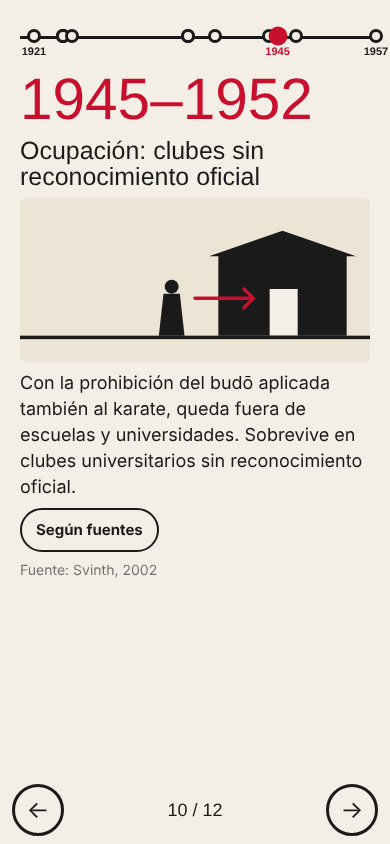 1921
1945
1957
1945–1952
Ocupación: clubes sin
reconocimiento oficial
Con la prohibición del budō aplicada
también al karate, queda fuera de
escuelas y universidades. Sobrevive en
clubes universitarios sin reconocimiento
oficial.
Según fuentes
Fuente: Svinth, 2002
10 / 12